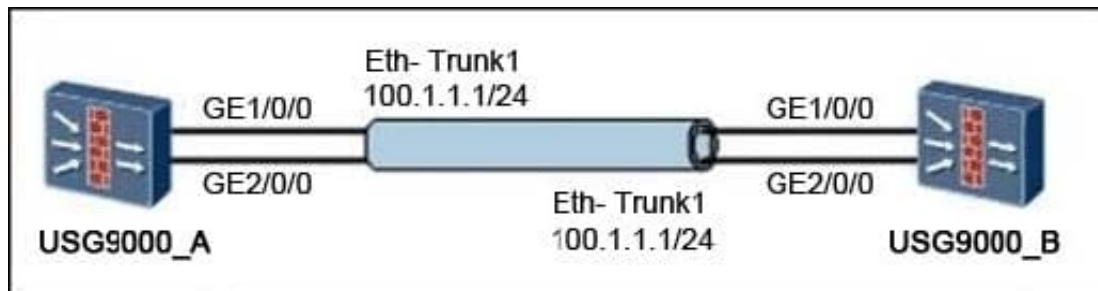 Eth- Trunk1
100.1.1.1/24
GE1/0/0
GE2/0/0
GE1/0/0
GE2/0/0
Eth- Trunk1
100.1.1.1/24
USG9000_A
USG9000_B